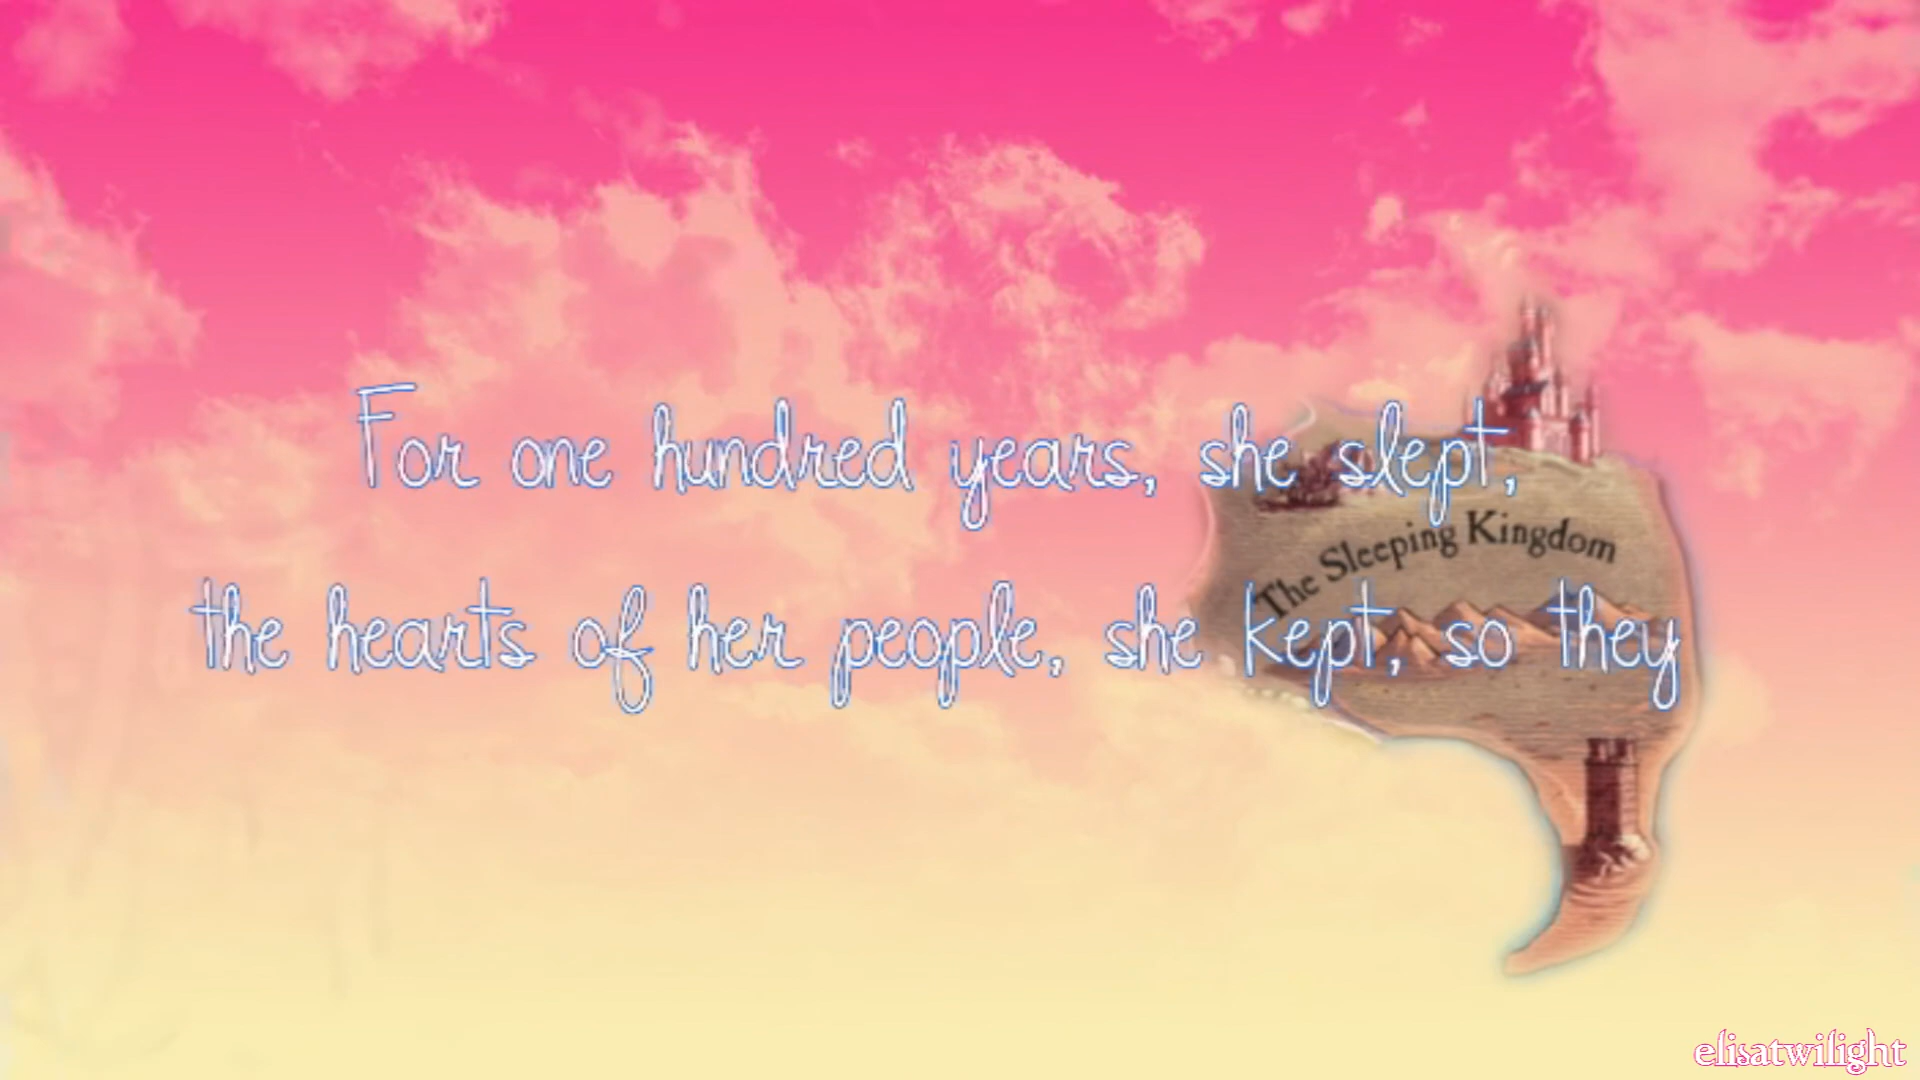 For one hundred years, she slept,
The Sleeping Kingdom
the hearts of her people, she kept, so they
elisatwilight